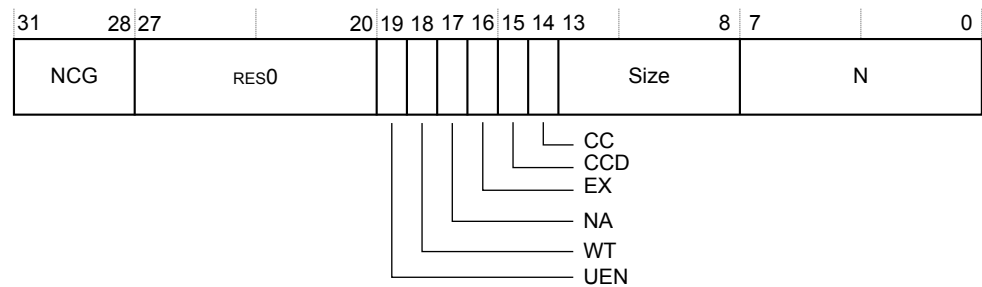 31 28 27 20 19 18 17 16 15 14 13 8 7 0
NCG RES0 Size N
CC
CCD
EX
NA
WT
UEN